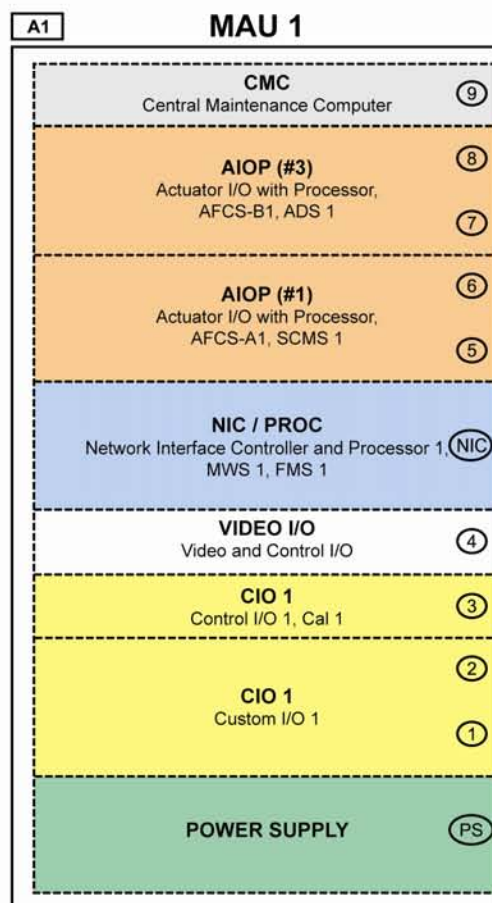 A1
MAU 1
CMC
Central Maintenance Computer
9
AIOP (#3)
Actuator I/O with Processor,
AFCS-B1, ADS 1
8
7
AIOP (#1)
Actuator I/O with Processor,
AFCS-A1, SCMS 1
6
5
NIC / PROC
Network Interface Controller and Processor 1,
MWS 1, FMS 1
NIC
VIDEO I/O
Video and Control I/O
4
CIO 1
Control I/O 1, Cal 1
3
CIO 1
Custom I/O 1
2
1
POWER SUPPLY
PS